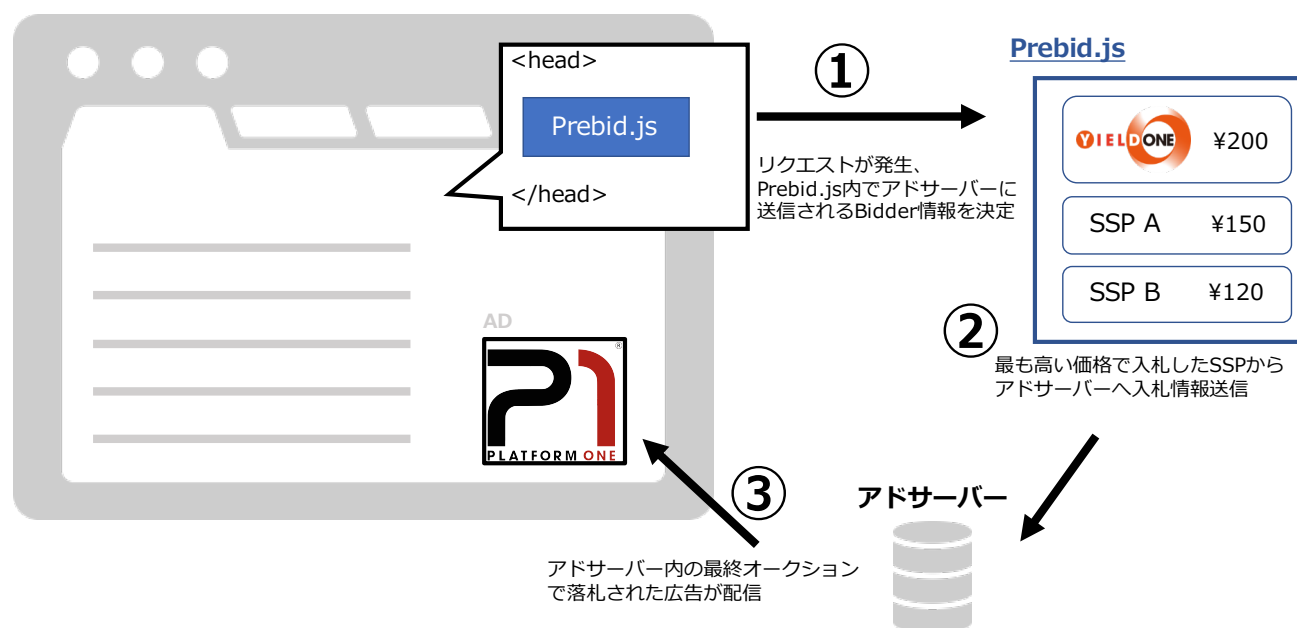 <head>
Prebid.js
</head>
①
リクエストが発生、
Prebid.js内でアドサーバーに
送信されるBidder情報を決定
Prebid.js
YIELD ONE ¥200
SSP A ¥150
SSP B ¥120
②
最も高い価格で入札したSSPから
アドサーバーへ入札情報送信
AD
P1
®
PLATFORM ONE
③
アドサーバー
アドサーバー内の最終オークション
で落札された広告が配信